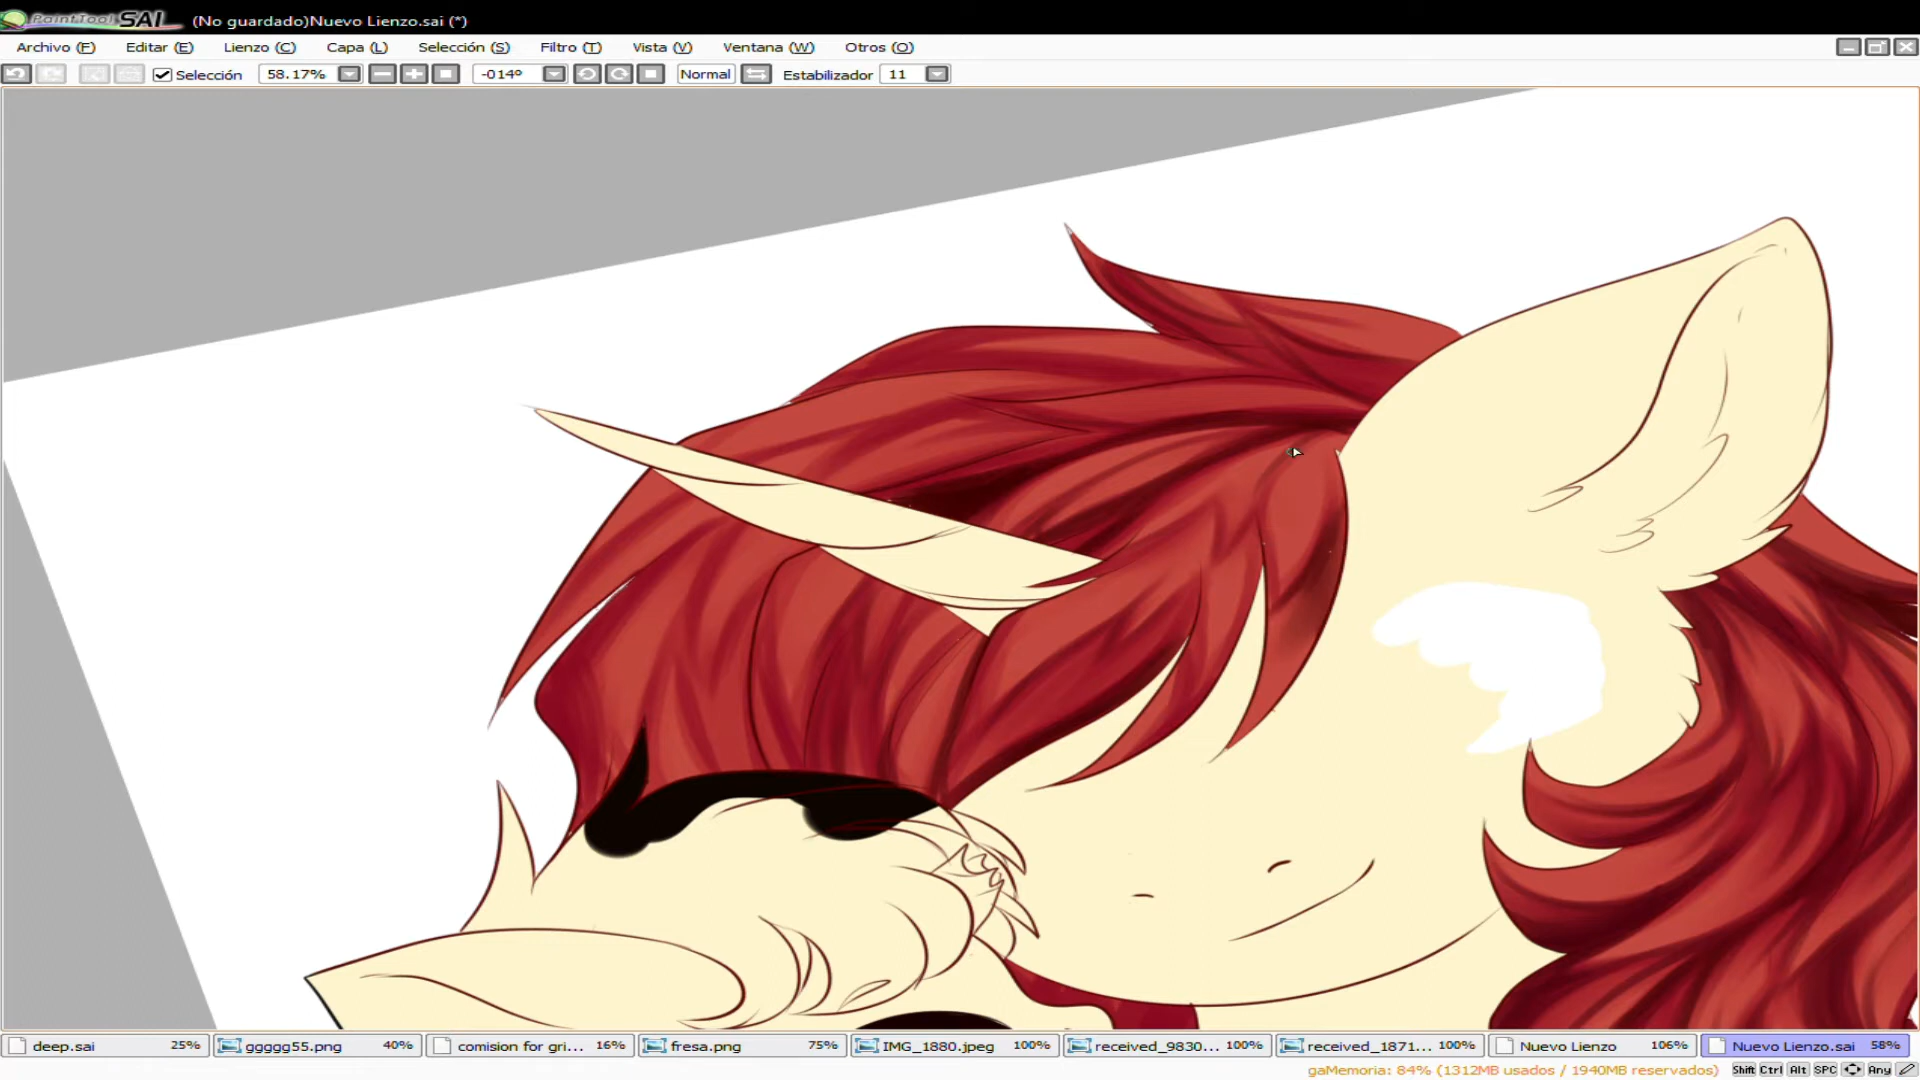 PaintTool SAI (No guardado)Nuevo Lienzo.sai (*)
Archivo (F) Editar (E) Lienzo (C) Capa (L) Selección (S) Filtro (T) Vista (V) Ventana (W) Otros (O)
Selección 58.17% -014º Normal Estabilizador 11
deep.sai 25% ggggg55.png 40% comision for gri... 16% fresa.png 75% IMG_1880.jpeg 100% received_9830... 100% received_1871... 100% Nuevo Lienzo 106% Nuevo Lienzo.sai 58%
gaMemoria: 84% (1312MB usados / 1940MB reservados) Shift Ctrl Alt SPC Any